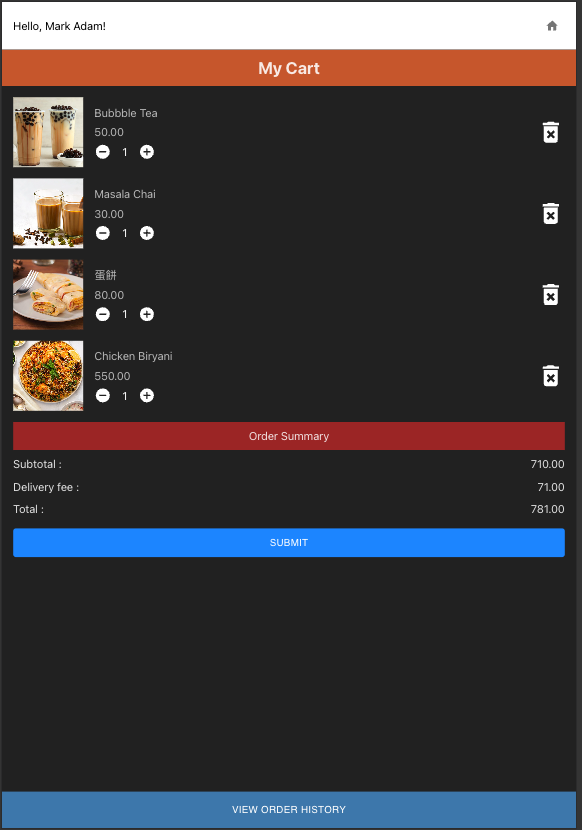 Hello, Mark Adam!
My Cart
Bubbble Tea
50.00
1
Masala Chai
30.00
1
蛋餅
80.00
1
Chicken Biryani
550.00
1
Order Summary
Subtotal : 710.00
Delivery fee : 71.00
Total : 781.00
SUBMIT
VIEW ORDER HISTORY